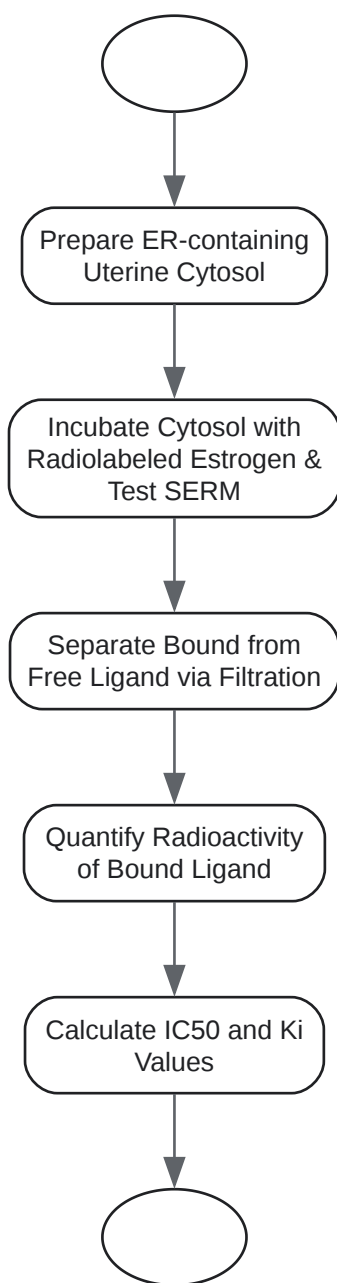 Prepare ER-containing
Uterine Cytosol
Incubate Cytosol with
Radiolabeled Estrogen &
Test SERM
Separate Bound from
Free Ligand via Filtration
Quantify Radioactivity
of Bound Ligand
Calculate IC50 and Ki
Values